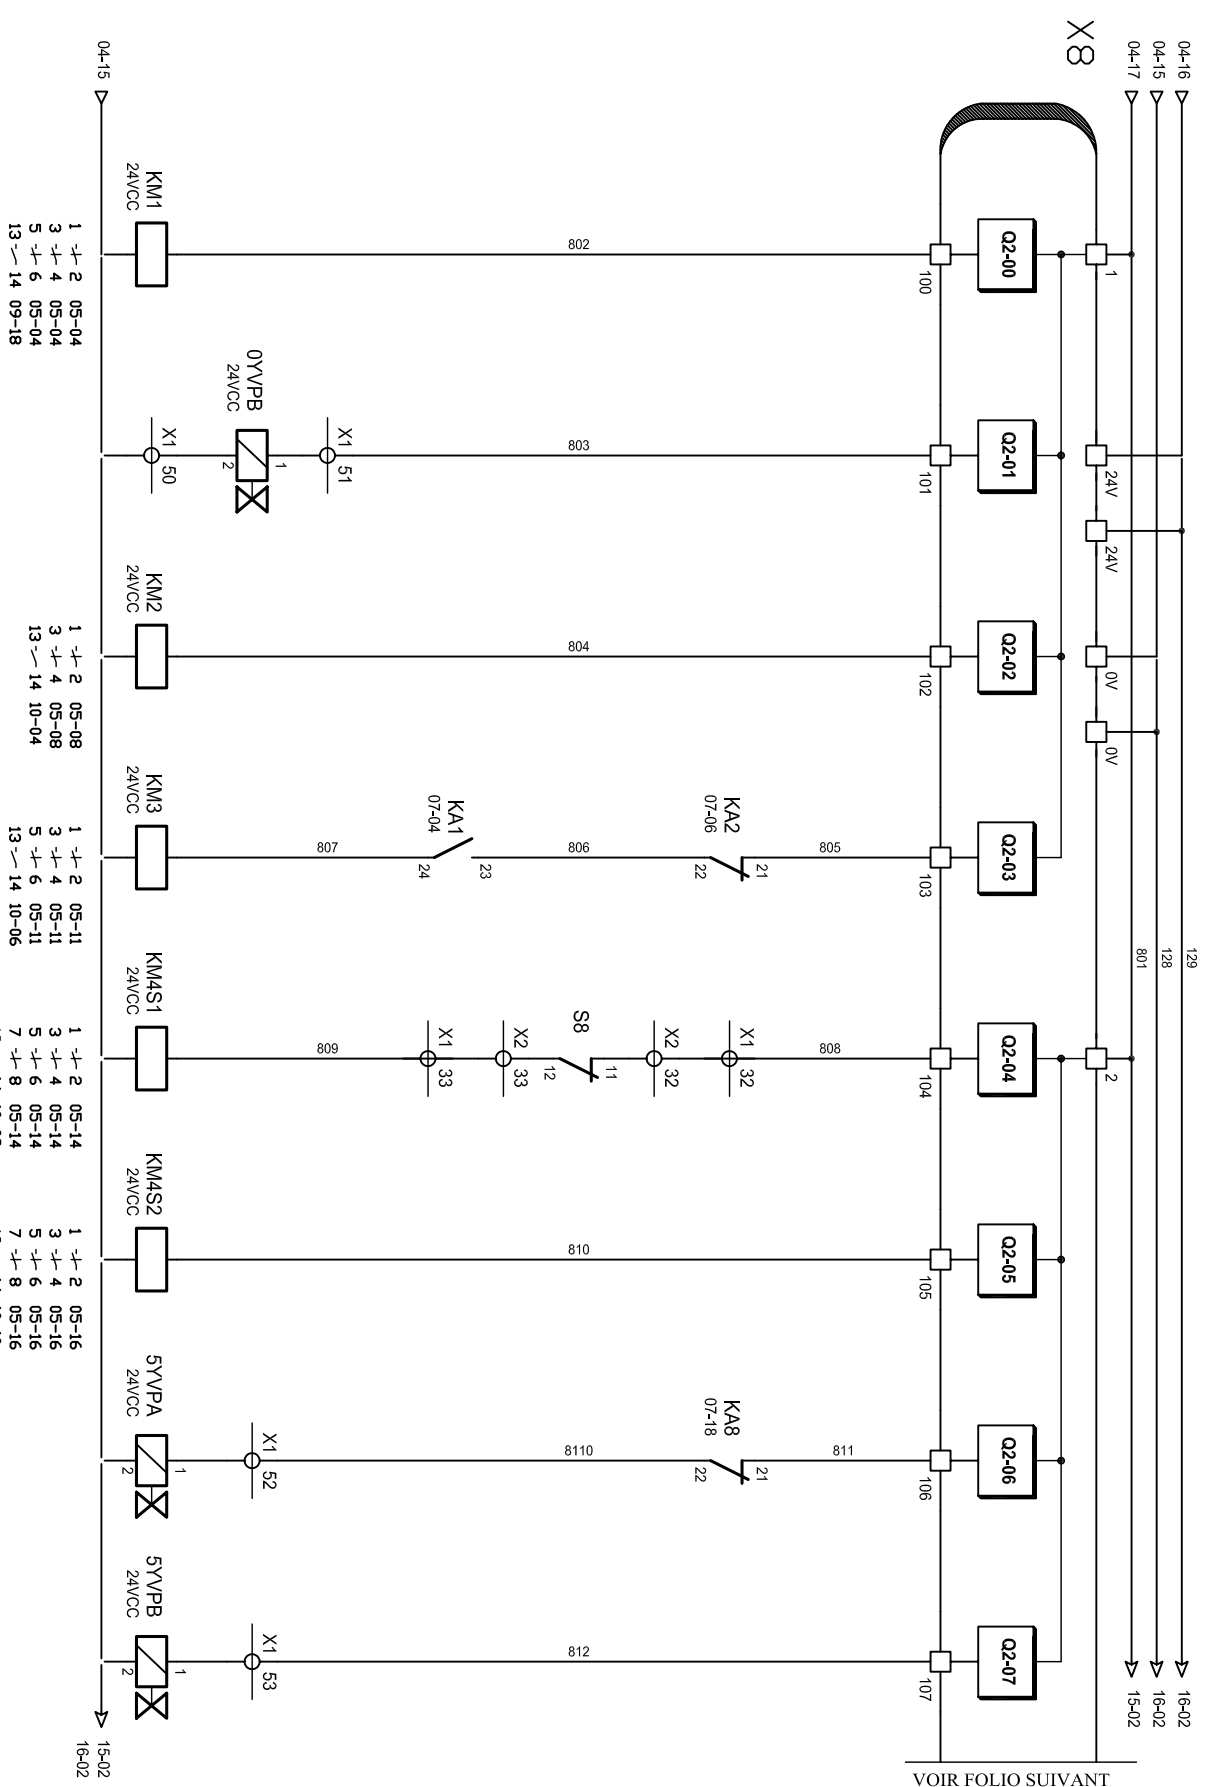 X8
04-16
04-15
04-17
129
128
801
16-02
16-02
15-02
1
24V
24V
0V
0V
2
Q2-00
Q2-01
Q2-02
Q2-03
Q2-04
Q2-05
Q2-06
Q2-07
100
101
102
103
104
105
106
107
VOIR FOLIO SUIVANT
802
803
804
805
808
810
811
812
KA2
07-06
21
22
806
KA1
07-04
23
24
807
X1 32
X2 32
S8
11
12
X2 33
X1 33
809
KA8
07-18
21
22
8110
X1 51
0YVPB
24VCC
1
2
X1 50
X1 52
X1 53
KM1
24VCC
KM2
24VCC
KM3
24VCC
KM4S1
24VCC
KM4S2
24VCC
5YVPA
24VCC
1
2
5YVPB
24VCC
1
2
04-15
15-02
16-02
1 2 05-04
3 4 05-04
5 6 05-04
13 14 09-18
1 2 05-08
3 4 05-08
13 14 10-04
1 2 05-11
3 4 05-11
5 6 05-11
13 14 10-06
1 2 05-14
3 4 05-14
5 6 05-14
7 8 05-14
1 2 05-16
3 4 05-16
5 6 05-16
7 8 05-16